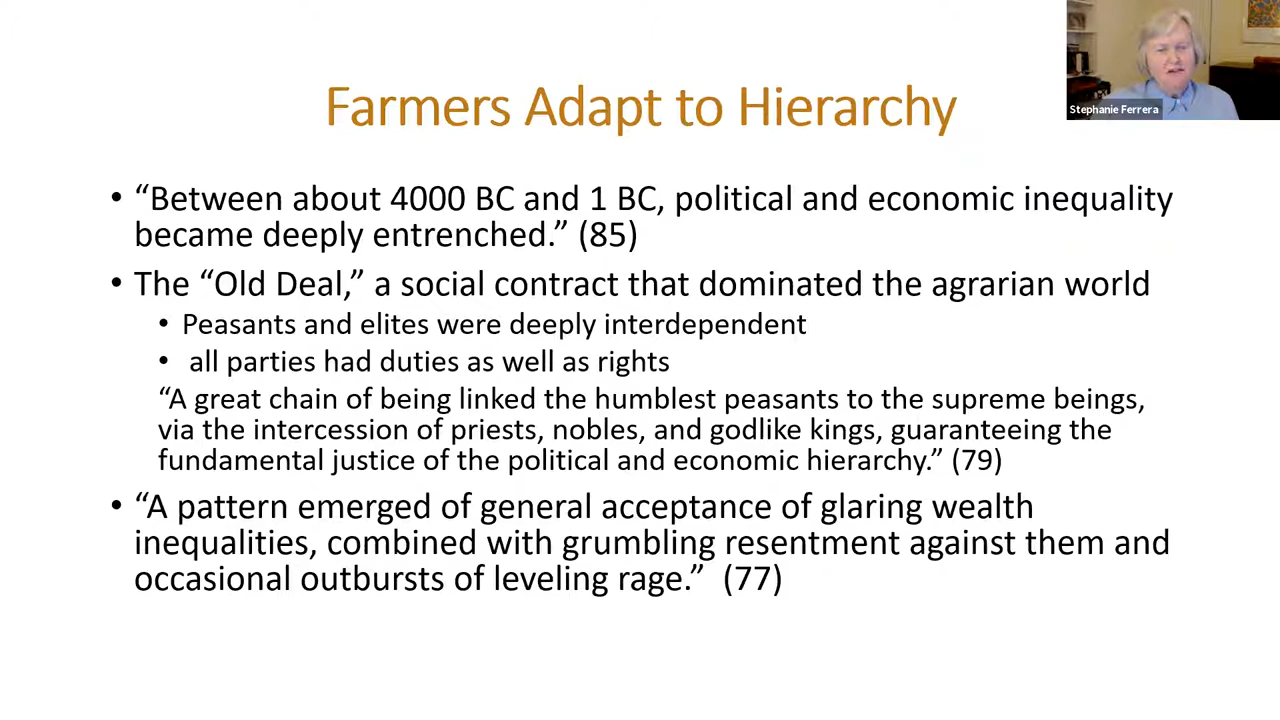 Farmers Adapt to Hierarchy
Stephanie Ferrera
• “Between about 4000 BC and 1 BC, political and economic inequality
became deeply entrenched.” (85)
• The “Old Deal,” a social contract that dominated the agrarian world
• Peasants and elites were deeply interdependent
• all parties had duties as well as rights
“A great chain of being linked the humblest peasants to the supreme beings,
via the intercession of priests, nobles, and godlike kings, guaranteeing the
fundamental justice of the political and economic hierarchy.” (79)
• “A pattern emerged of general acceptance of glaring wealth
inequalities, combined with grumbling resentment against them and
occasional outbursts of leveling rage.” (77)